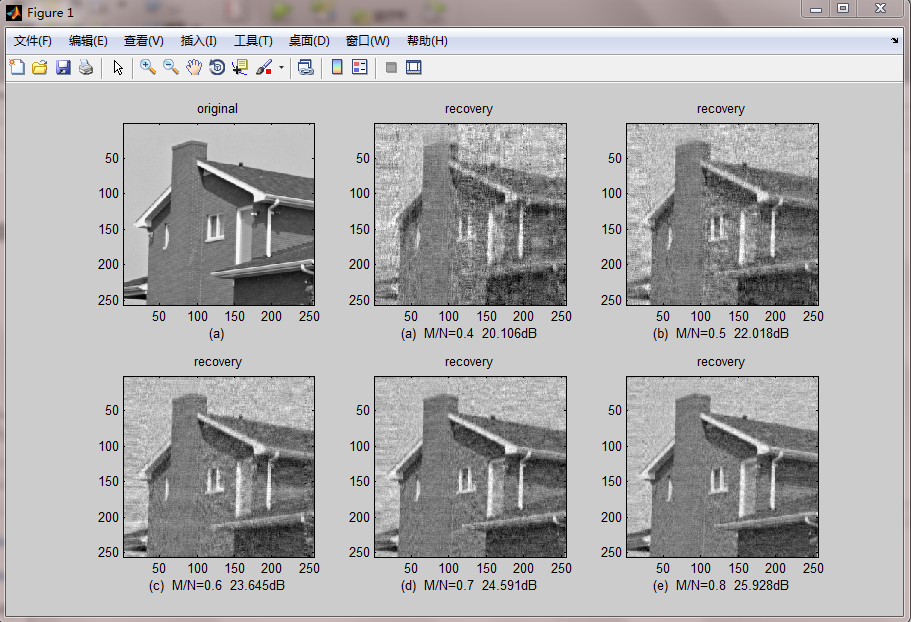 Figure 1
文件(F) 编辑(E) 查看(V) 插入(I) 工具(T) 桌面(D) 窗口(W) 帮助(H)
original
50
100
150
200
250
50 100 150 200 250
(a)
recovery
50
100
150
200
250
50 100 150 200 250
(a) M/N=0.4 20.106dB
recovery
50
100
150
200
250
50 100 150 200 250
(b) M/N=0.5 22.018dB
recovery
50
100
150
200
250
50 100 150 200 250
(c) M/N=0.6 23.645dB
recovery
50
100
150
200
250
50 100 150 200 250
(d) M/N=0.7 24.591dB
recovery
50
100
150
200
250
50 100 150 200 250
(e) M/N=0.8 25.928dB